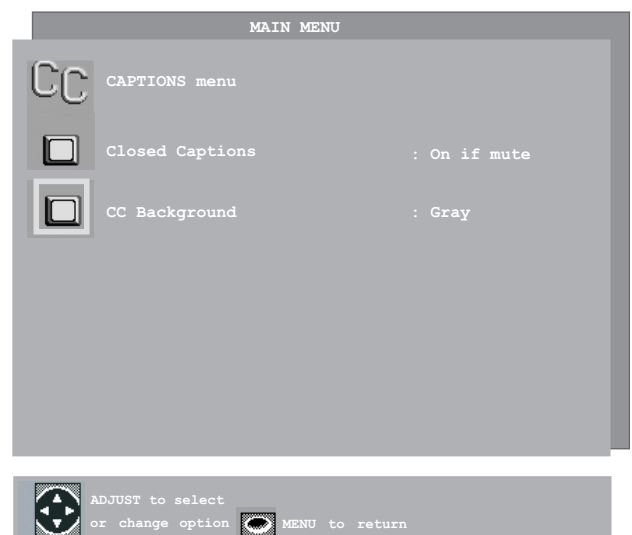 MAIN MENU
CC CAPTIONS menu
Closed Captions : On if mute
CC Background : Gray
ADJUST to select
or change option MENU to return